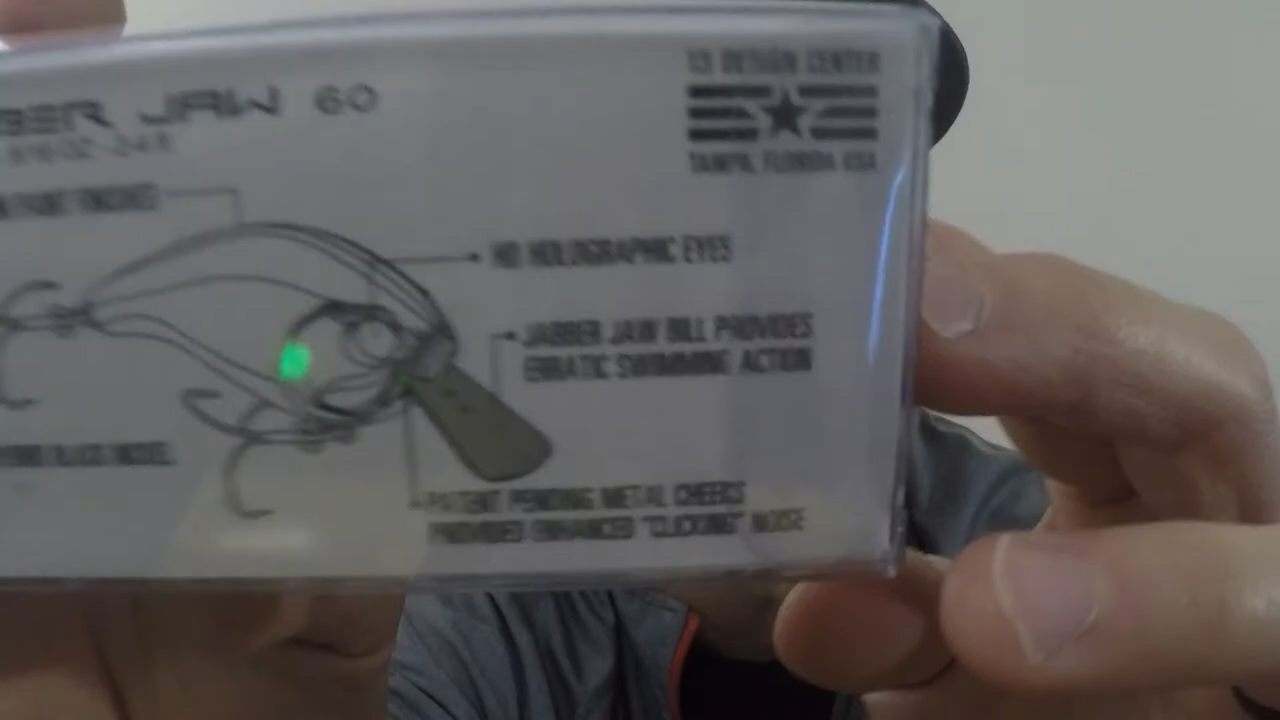 BER JAW 60
13 DESIGN CENTER
TAMPA, FLORIDA USA
HD HOLOGRAPHIC EYES
JABBER JAW BILL PROVIDES
ERRATIC SWIMMING ACTION
PATENT PENDING METAL CHEEKS
PROVIDED ENHANCED "CLICKING" NOISE